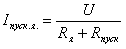 Iпуск.я. = U / (Rя + Rпуск)